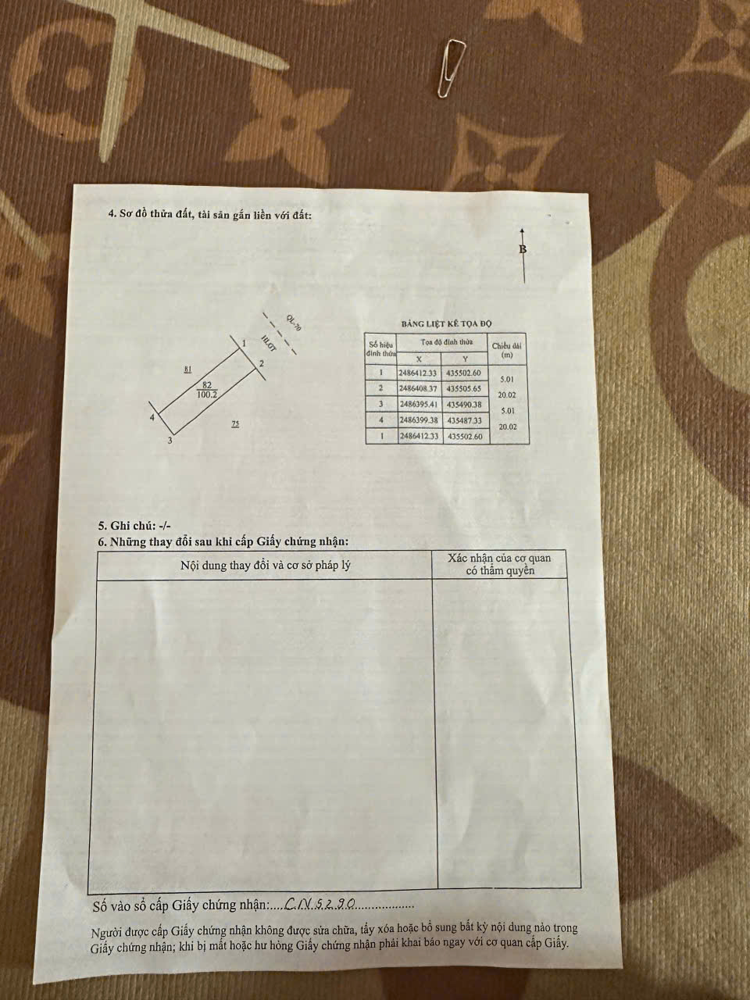 4. Sơ đồ thửa đất, tài sản gắn liền với đất:
B
QL-70
HLGT
1
2
81
82
100.2
4
75
3
BẢNG LIỆT KÊ TỌA ĐỘ
Số hiệu đỉnh thửa Tọa độ đỉnh thửa Chiều dài (m)
X Y
1 2486412.33 435502.60
5.01
2 2486408.37 435505.65
20.02
3 2486395.41 435490.38
5.01
4 2486399.38 435487.33
20.02
1 2486412.33 435502.60
5. Ghi chú: -/-
6. Những thay đổi sau khi cấp Giấy chứng nhận:
Nội dung thay đổi và cơ sở pháp lý
Xác nhận của cơ quan
có thẩm quyền
Số vào sổ cấp Giấy chứng nhận:....CN.5290..................
Người được cấp Giấy chứng nhận không được sửa chữa, tẩy xóa hoặc bổ sung bất kỳ nội dung nào trong
Giấy chứng nhận; khi bị mất hoặc hư hỏng Giấy chứng nhận phải khai báo ngay với cơ quan cấp Giấy.